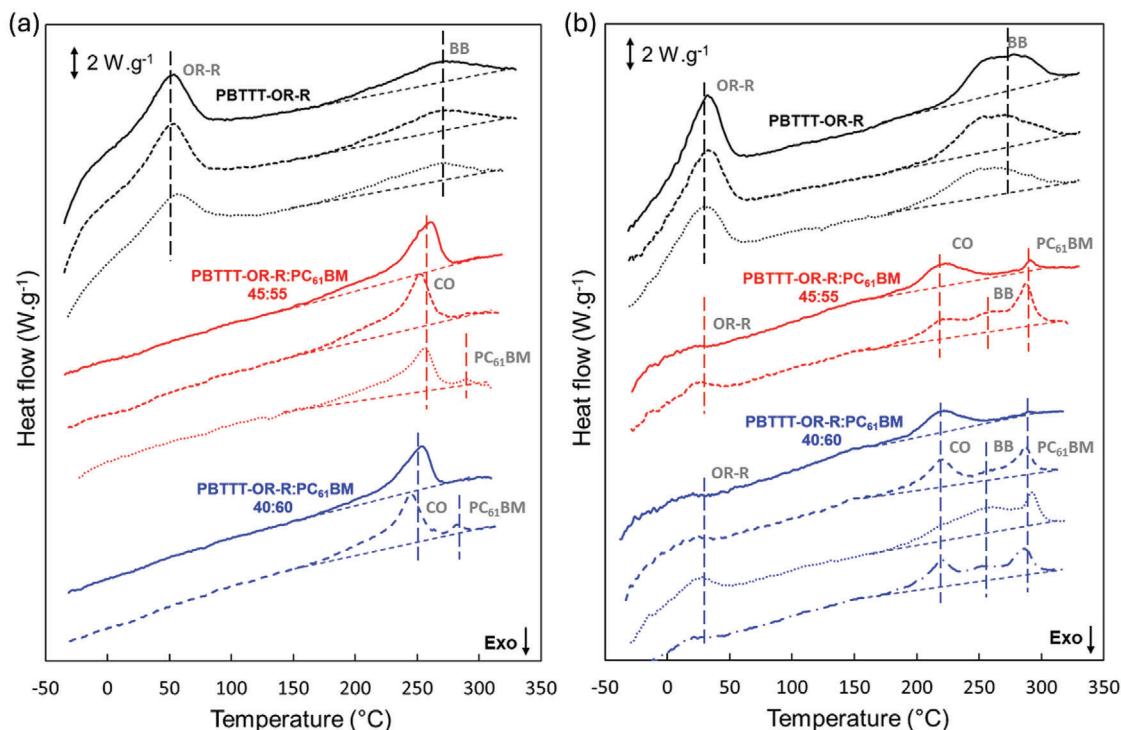 (a)
2 W.g⁻¹
OR-R
PBTTT-OR-R
BB
PBTTT-OR-R:PC₆₁BM
45:55
CO
PC₆₁BM
PBTTT-OR-R:PC₆₁BM
40:60
CO
PC₆₁BM
Exo
Heat flow (W.g⁻¹)
-50 0 50 100 150 200 250 300 350
Temperature (°C)
(b)
2 W.g⁻¹
OR-R
PBTTT-OR-R
BB
PBTTT-OR-R:PC₆₁BM
45:55
CO
PC₆₁BM
BB
OR-R
PBTTT-OR-R:PC₆₁BM
40:60
CO
BB
PC₆₁BM
OR-R
Exo
Heat flow (W.g⁻¹)
-50 0 50 100 150 200 250 300 350
Temperature (°C)